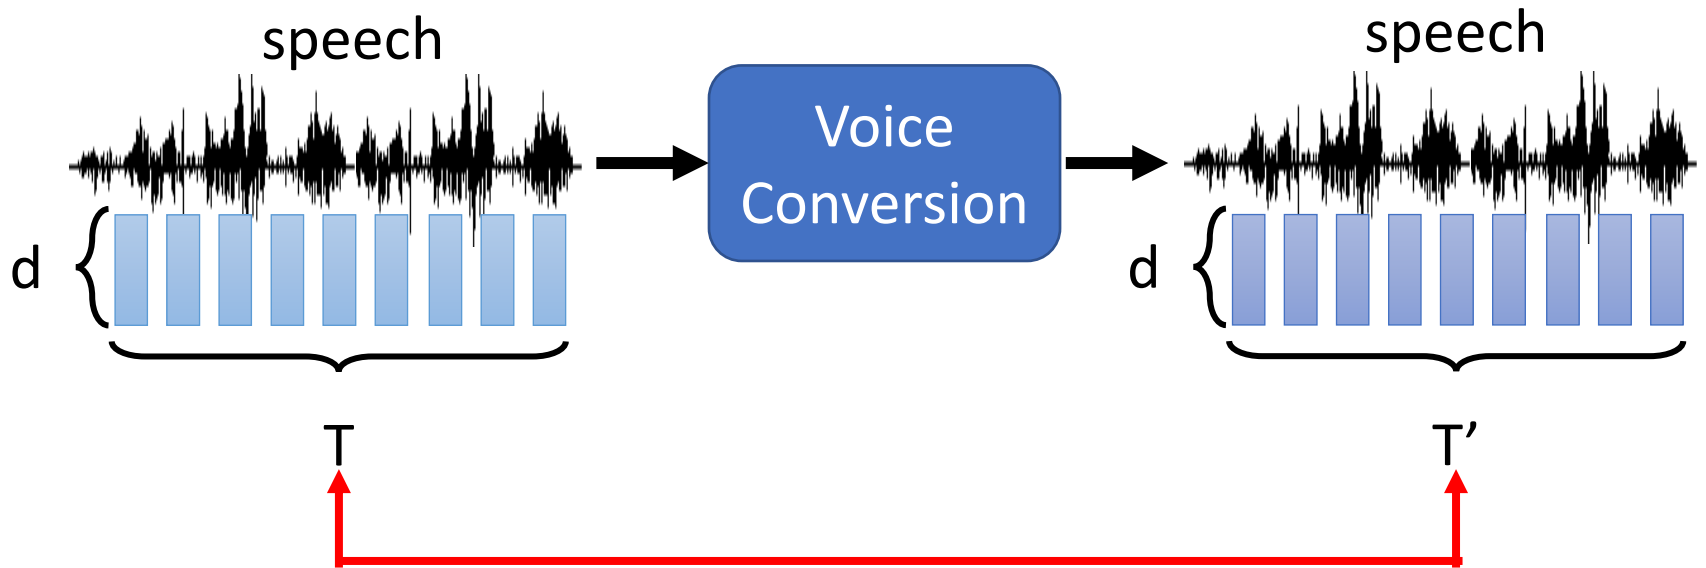 speech
speech
Voice
Conversion
d
d
T
T’